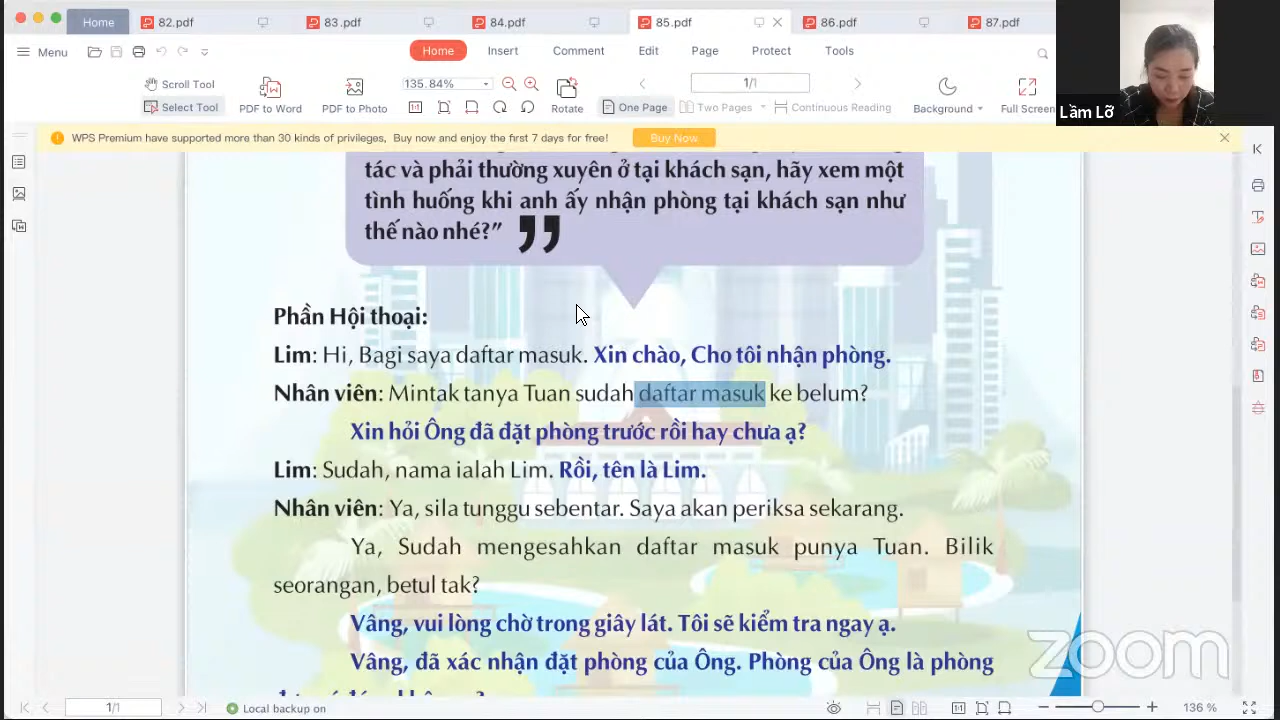 Home 82.pdf 83 .pdf 84.pdf 85.pdf 86.pdf 87.pdf
Menu Home Insert Comment Edit Page Protect Tools
Scroll Tool 135.84% 1/1
Select Tool PDF to Word PDF to Photo Rotate One Page Two Pages Continuous Reading Background Full Screen
Lầm Lỡ
WPS Premium have supported more than 30 kinds of privileges, Buy now and enjoy the first 7 days for free! Buy Now
tác và phải thường xuyên ở tại khách sạn, hãy xem một
tình huống khi anh ấy nhận phòng tại khách sạn như
thế nào nhé?”
Phần Hội thoại:
Lim: Hi, Bagi saya daftar masuk. Xin chào, Cho tôi nhận phòng.
Nhân viên: Mintak tanya Tuan sudah daftar masuk ke belum?
Xin hỏi Ông đã đặt phòng trước rồi hay chưa ạ?
Lim: Sudah, nama ialah Lim. Rồi, tên là Lim.
Nhân viên: Ya, sila tunggu sebentar. Saya akan periksa sekarang.
Ya, Sudah mengesahkan daftar masuk punya Tuan. Bilik
seorangan, betul tak?
Vâng, vui lòng chờ trong giây lát. Tôi sẽ kiểm tra ngay ạ.
Vâng, đã xác nhận đặt phòng của Ông. Phòng của Ông là phòng
zoom
1/1 Local backup on 136 %